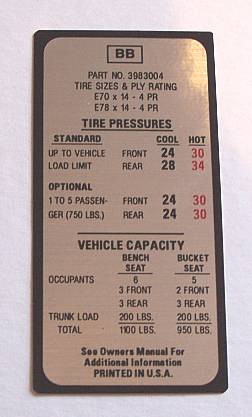 BB
PART NO. 3983004
TIRE SIZES & PLY RATING
E70 x 14 - 4 PR
E78 x 14 - 4 PR
TIRE PRESSURES
STANDARD COOL HOT
UP TO VEHICLE FRONT 24 30
LOAD LIMIT REAR 28 34
OPTIONAL
1 TO 5 PASSEN- FRONT 24 30
GER (750 LBS.) REAR 24 30
VEHICLE CAPACITY
BENCH BUCKET
SEAT SEAT
OCCUPANTS 6 5
3 FRONT 2 FRONT
3 REAR 3 REAR
TRUNK LOAD 200 LBS. 200 LBS.
TOTAL 1100 LBS. 950 LBS.
See Owners Manual For
Additional Information
PRINTED IN U.S.A.